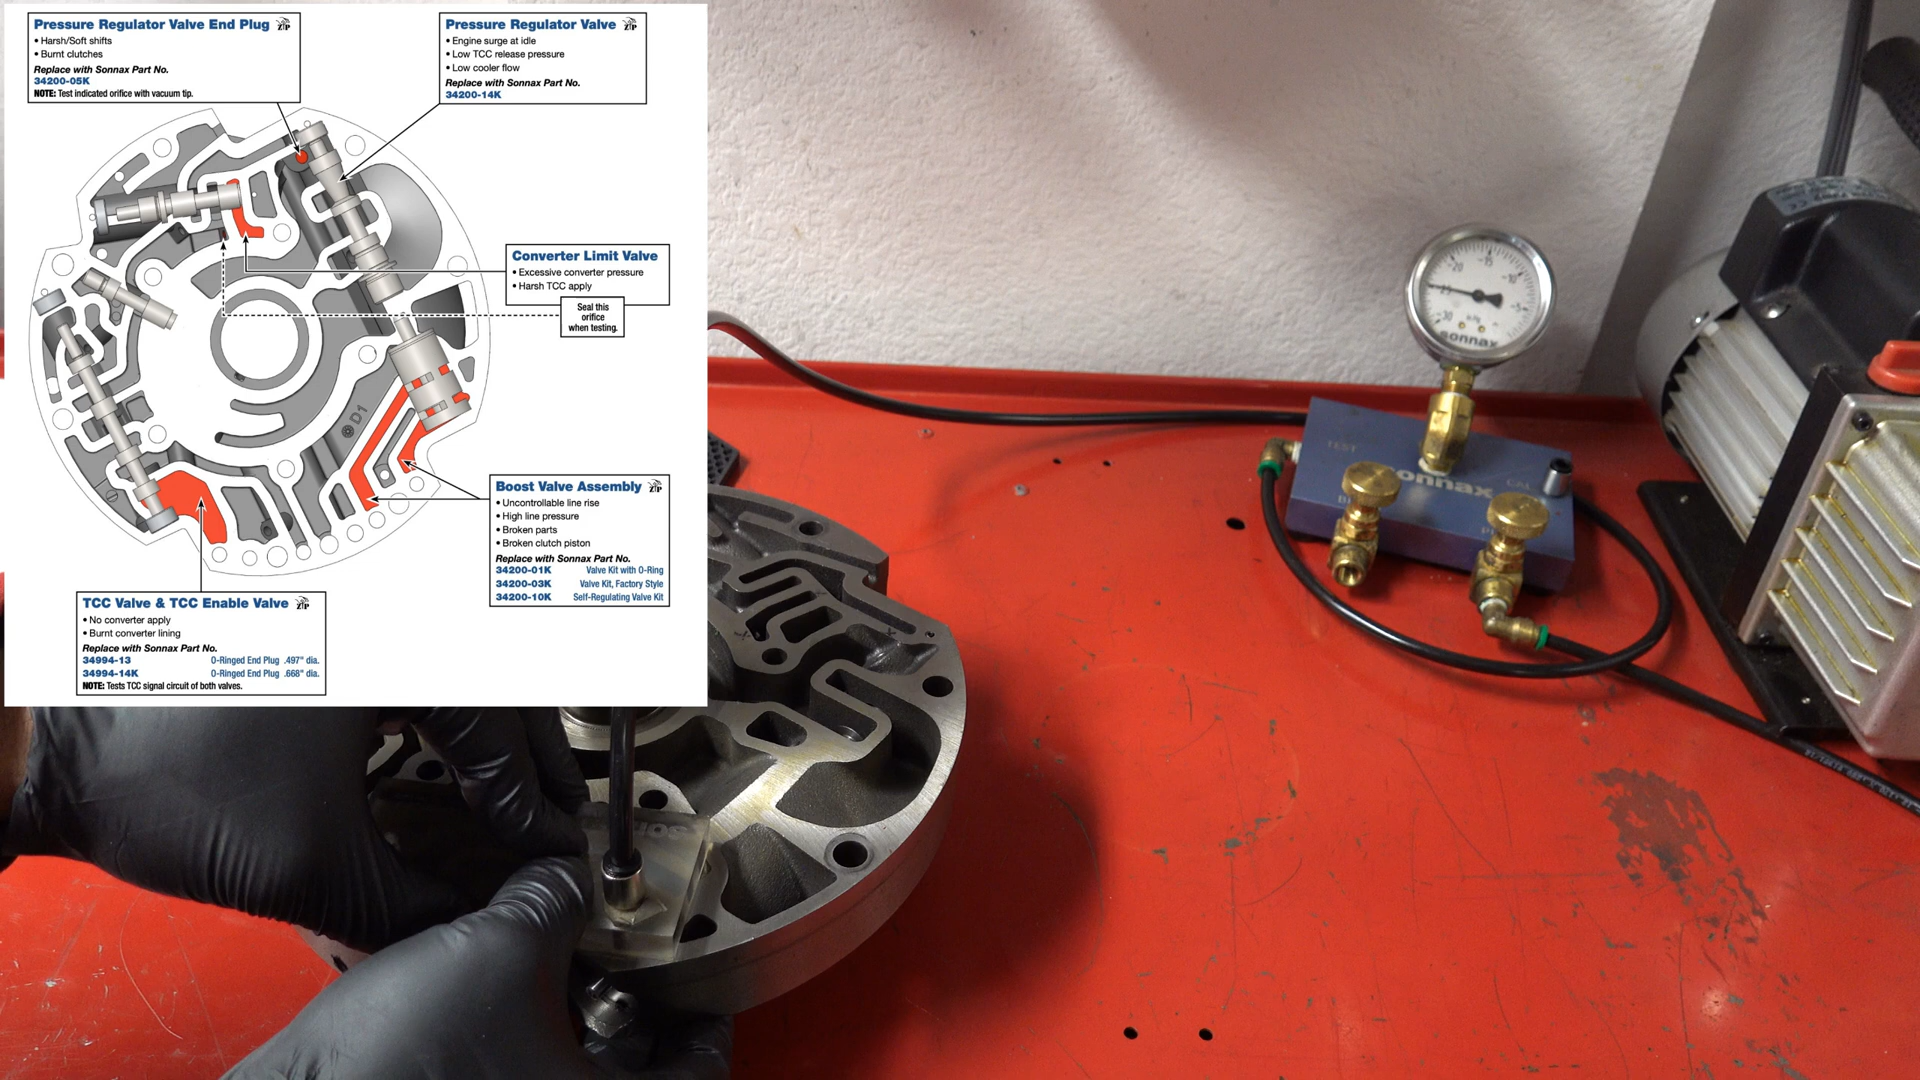 Pressure Regulator Valve End Plug
• Harsh/Soft shifts
• Burnt clutches
Replace with Sonnax Part No.
34200-05K
NOTE: Test indicated orifice with vacuum tip.
Pressure Regulator Valve
• Engine surge at idle
• Low TCC release pressure
• Low cooler flow
Replace with Sonnax Part No.
34200-14K
Converter Limit Valve
• Excessive converter pressure
• Harsh TCC apply
Seal this
orifice
when testing.
D1
Boost Valve Assembly
• Uncontrollable line rise
• High line pressure
• Broken parts
• Broken clutch piston
Replace with Sonnax Part No.
34200-01K Valve Kit with O-Ring
34200-03K Valve Kit, Factory Style
34200-10K Self-Regulating Valve Kit
TCC Valve & TCC Enable Valve
• No converter apply
• Burnt converter lining
Replace with Sonnax Part No.
34994-13 O-Ringed End Plug .497" dia.
34994-14K O-Ringed End Plug .668" dia.
NOTE: Tests TCC signal circuit of both valves.
-20
-15
-10
-5
-30
sonnax
TEST
CAL
sonnax